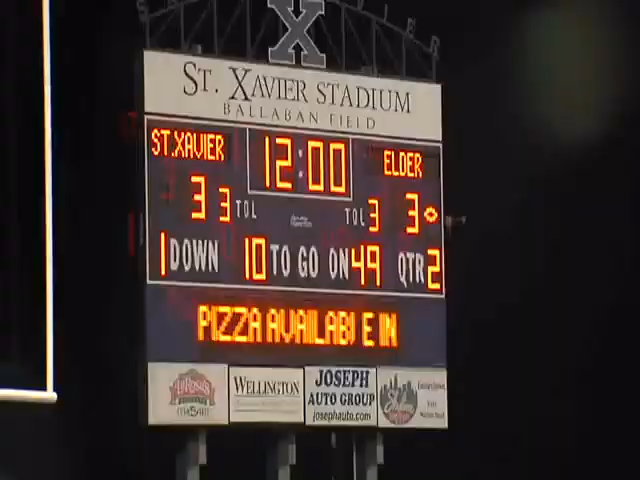 X
ST. XAVIER STADIUM
BALLABAN FIELD
ST.XAVIER 12:00 ELDER
3 3 TOL TOL 3 3
1 DOWN 10 TO GO ON 49 QTR 2
PIZZA AVAILABLE IN
LaRosa's
WELLINGTON
JOSEPH
AUTO GROUP
josephauto.com